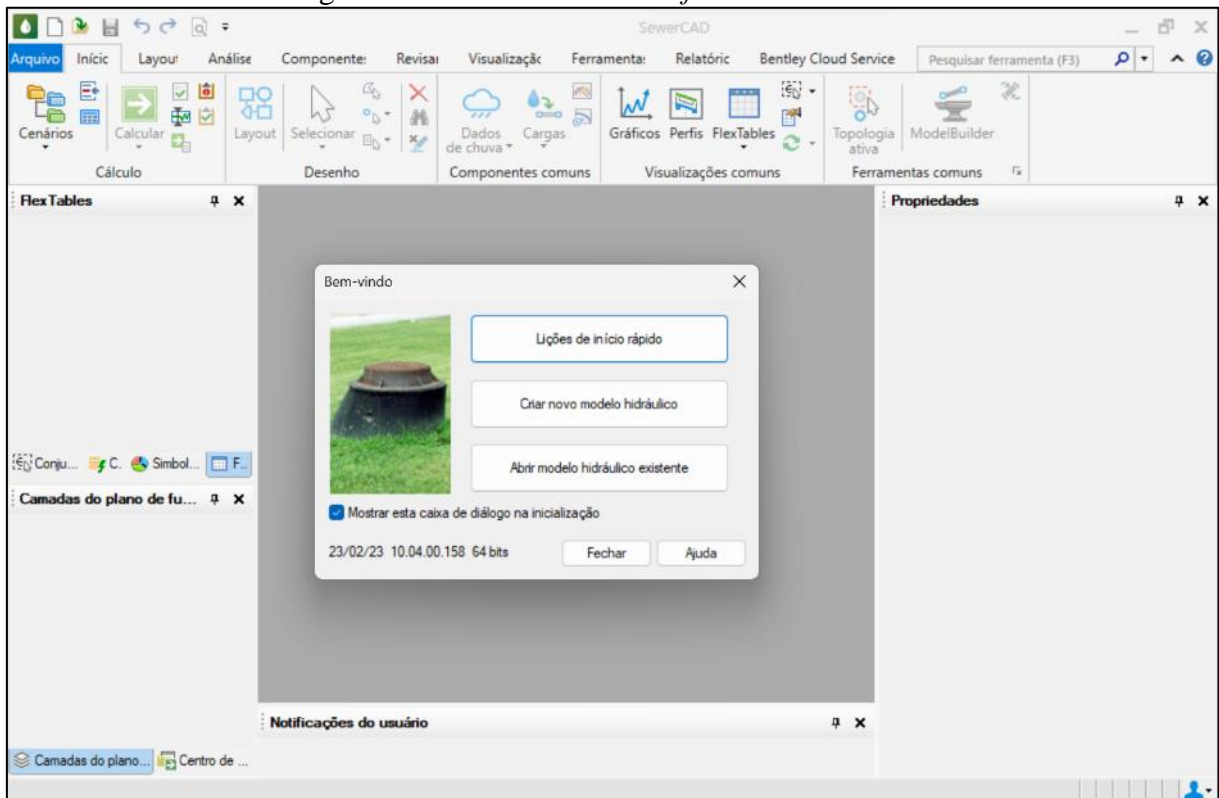 SewerCAD
Arquivo Iníci Layou Análise Componente: Revisar Visualizaçã Ferramenta: Relatóric Bentley Cloud Service Pesquisar ferramenta (F3)
Cenários Calcular Layout Selecionar Dados de chuva Cargas Gráficos Perfis FlexTables Topologia ativa ModelBuilder
Cálculo Desenho Componentes comuns Visualizações comuns Ferramentas comuns
FlexTables
Propriedades
Bem-vindo
Lições de início rápido
Criar novo modelo hidráulico
Abrir modelo hidráulico existente
Mostrar esta caixa de diálogo na inicialização
23/02/23 10.04.00.158 64 bits Fechar Ajuda
Conju... C. Simbol... F..
Camadas do plano de fu...
Notificações do usuário
Camadas do plano... Centro de ...